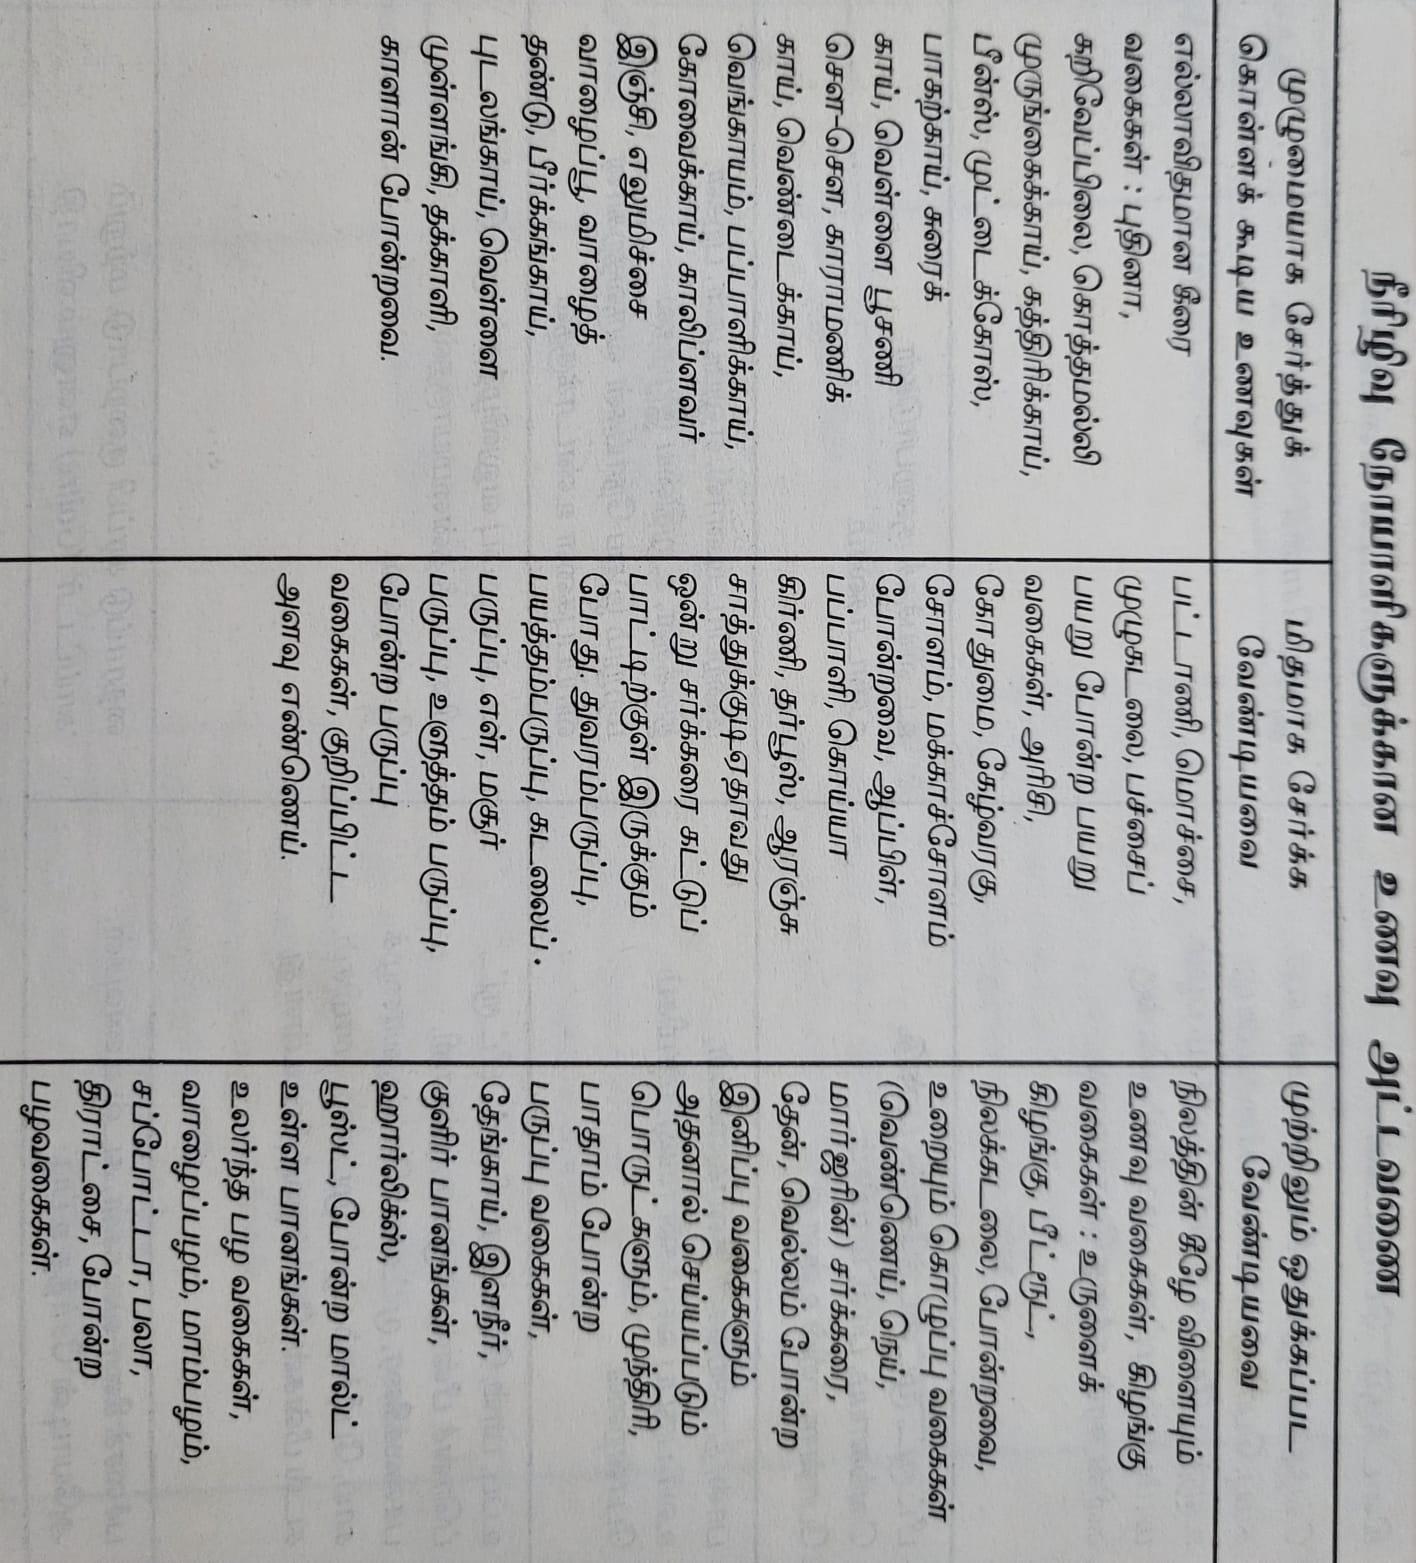 நீரிழிவு நோயாளிகளுக்கான உணவு அட்டவணை
முழுமையாக சேர்த்துக்
கொள்ளக் கூடிய உணவுகள்
எல்லாவிதமான கீரை
வகைகள் : புதினா,
கறிவேப்பிலை, கொத்தமல்லி
முருங்கைக்காய், கத்திரிக்காய்,
பீன்ஸ், முட்டைக்கோஸ்,
பாகற்காய், சுரைக்
காய், வெள்ளை பூசணி
சௌ-சௌ, காராமணிக்
காய், வெண்டைக்காய்,
வெங்காயம், பப்பாளிக்காய்,
கோவைக்காய், காலிப்ளவர்
இஞ்சி, எலுமிச்சை
வாழைப்பூ, வாழைத்
தண்டு, பீர்க்கங்காய்,
புடலங்காய், வெள்ளை
முள்ளங்கி, தக்காளி,
காளான் போன்றவை.
மிதமாக சேர்க்க
வேண்டியவை
பட்டாணி, மொச்சை,
முழுகடலை, பச்சைப்
பயறு போன்ற பயறு
வகைகள், அரிசி,
கோதுமை, கேழ்வரகு,
சோளம், மக்காச்சோளம்
போன்றவை, ஆப்பிள்,
பப்பாளி, கொய்யா
கிர்ணி, தர்பூஸ், ஆரஞ்சு
சாத்துக்குடிஏதாவது
ஒன்று சர்க்கரை கட்டுப்
பாட்டிற்குள் இருக்கும்
போது. துவரம்பருப்பு,
பயத்தம்பருப்பு, கடலைப்
பருப்பு, எள், மசூர்
பருப்பு, உளுத்தம் பருப்பு,
போன்ற பருப்பு
வகைகள், குறிப்பிட்ட
அளவு எண்ணெய்.
முற்றிலும் ஒதுக்கப்பட
வேண்டியவை
நிலத்தின் கீழே விளையும்
உணவு வகைகள், கிழங்கு
வகைகள் : உருளைக்
கிழங்கு, பீட்ரூட்,
நிலக்கடலை, போன்றவை,
உறையும் கொழுப்பு வகைகள்
(வெண்ணெய், நெய்,
மார்ஜரின்) சர்க்கரை,
தேன், வெல்லம் போன்ற
இனிப்பு வகைகளும்
அதனால் செய்யப்படும்
பொருட்களும், முந்திரி,
பாதாம் போன்ற
பருப்பு வகைகள்,
தேங்காய், இளநீர்,
குளிர் பானங்கள்,
ஹார்லிக்ஸ்,
பூஸ்ட், போன்ற மால்ட்
உள்ள பானங்கள்.
உலர்ந்த பழ வகைகள்,
வாழைப்பழம், மாம்பழம்,
சப்போட்டா, பலா,
திராட்சை, போன்ற
பழவகைகள்.